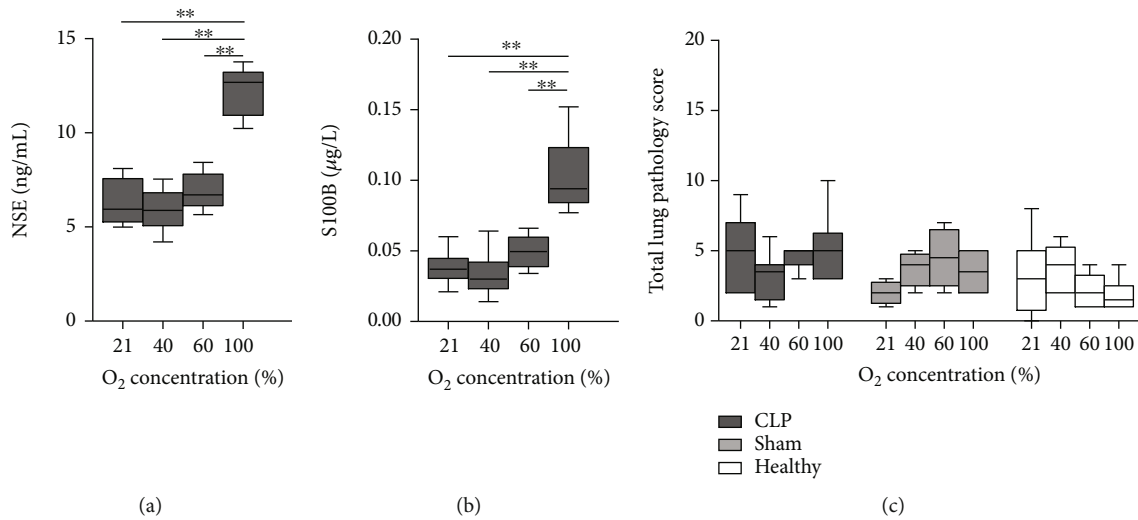 **
**
**
15
10
5
0
NSE (ng/mL)
21 40 60 100
O₂ concentration (%)
(a)
**
**
**
0.20
0.15
0.10
0.05
0.00
S100B (μg/L)
21 40 60 100
O₂ concentration (%)
(b)
20
15
10
5
0
Total lung pathology score
21 40 60 100 21 40 60 100 21 40 60 100
O₂ concentration (%)
CLP
Sham
Healthy
(c)